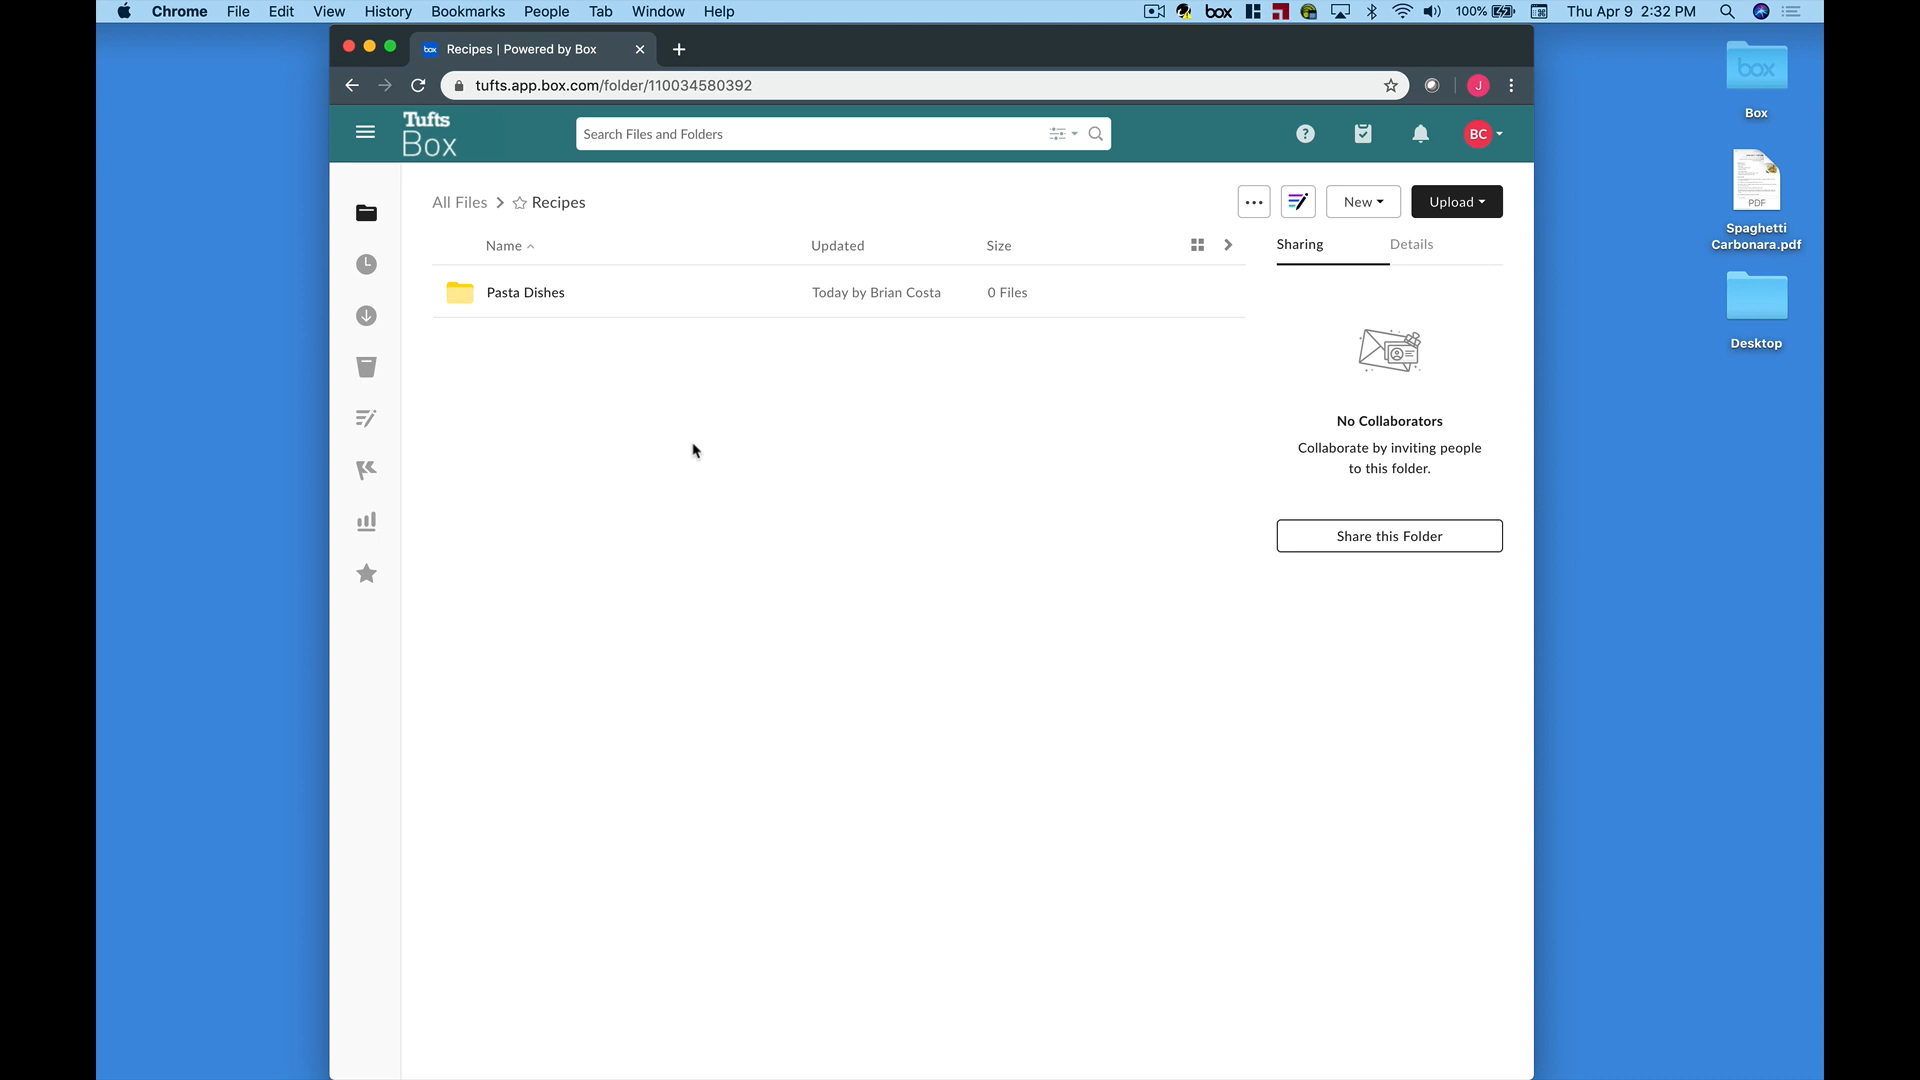 Chrome File Edit View History Bookmarks People Tab Window Help box 100% Thu Apr 9 2:32 PM
Recipes | Powered by Box
tufts.app.box.com/folder/110034580392 J
Tufts
Box
Search Files and Folders
BC
All Files Recipes
New
Upload
Name Updated Size
Sharing Details
Pasta Dishes Today by Brian Costa 0 Files
No Collaborators
Collaborate by inviting people
to this folder.
Share this Folder
box
Box
PDF
Spaghetti
Carbonara.pdf
Desktop